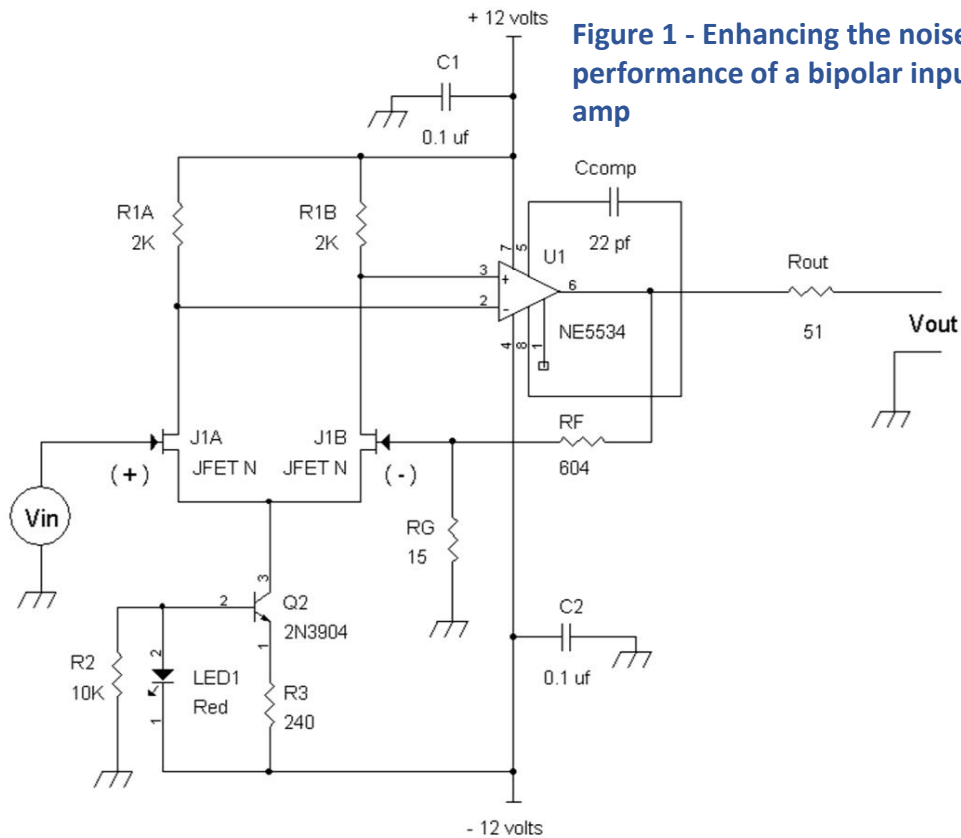 + 12 volts
Figure 1 - Enhancing the noise
performance of a bipolar inpu
amp
C1
0.1 uf
Ccomp
22 pf
R1A
2K
R1B
2K
7
5
U1
3
+
2
-
6
NE5534
4
8
1
Rout
51
Vout
J1A
JFET N
(+)
J1B
JFET N
(-)
RF
604
Vin
RG
15
3
2
Q2
2N3904
1
R2
10K
2
LED1
Red
1
R3
240
C2
0.1 uf
- 12 volts